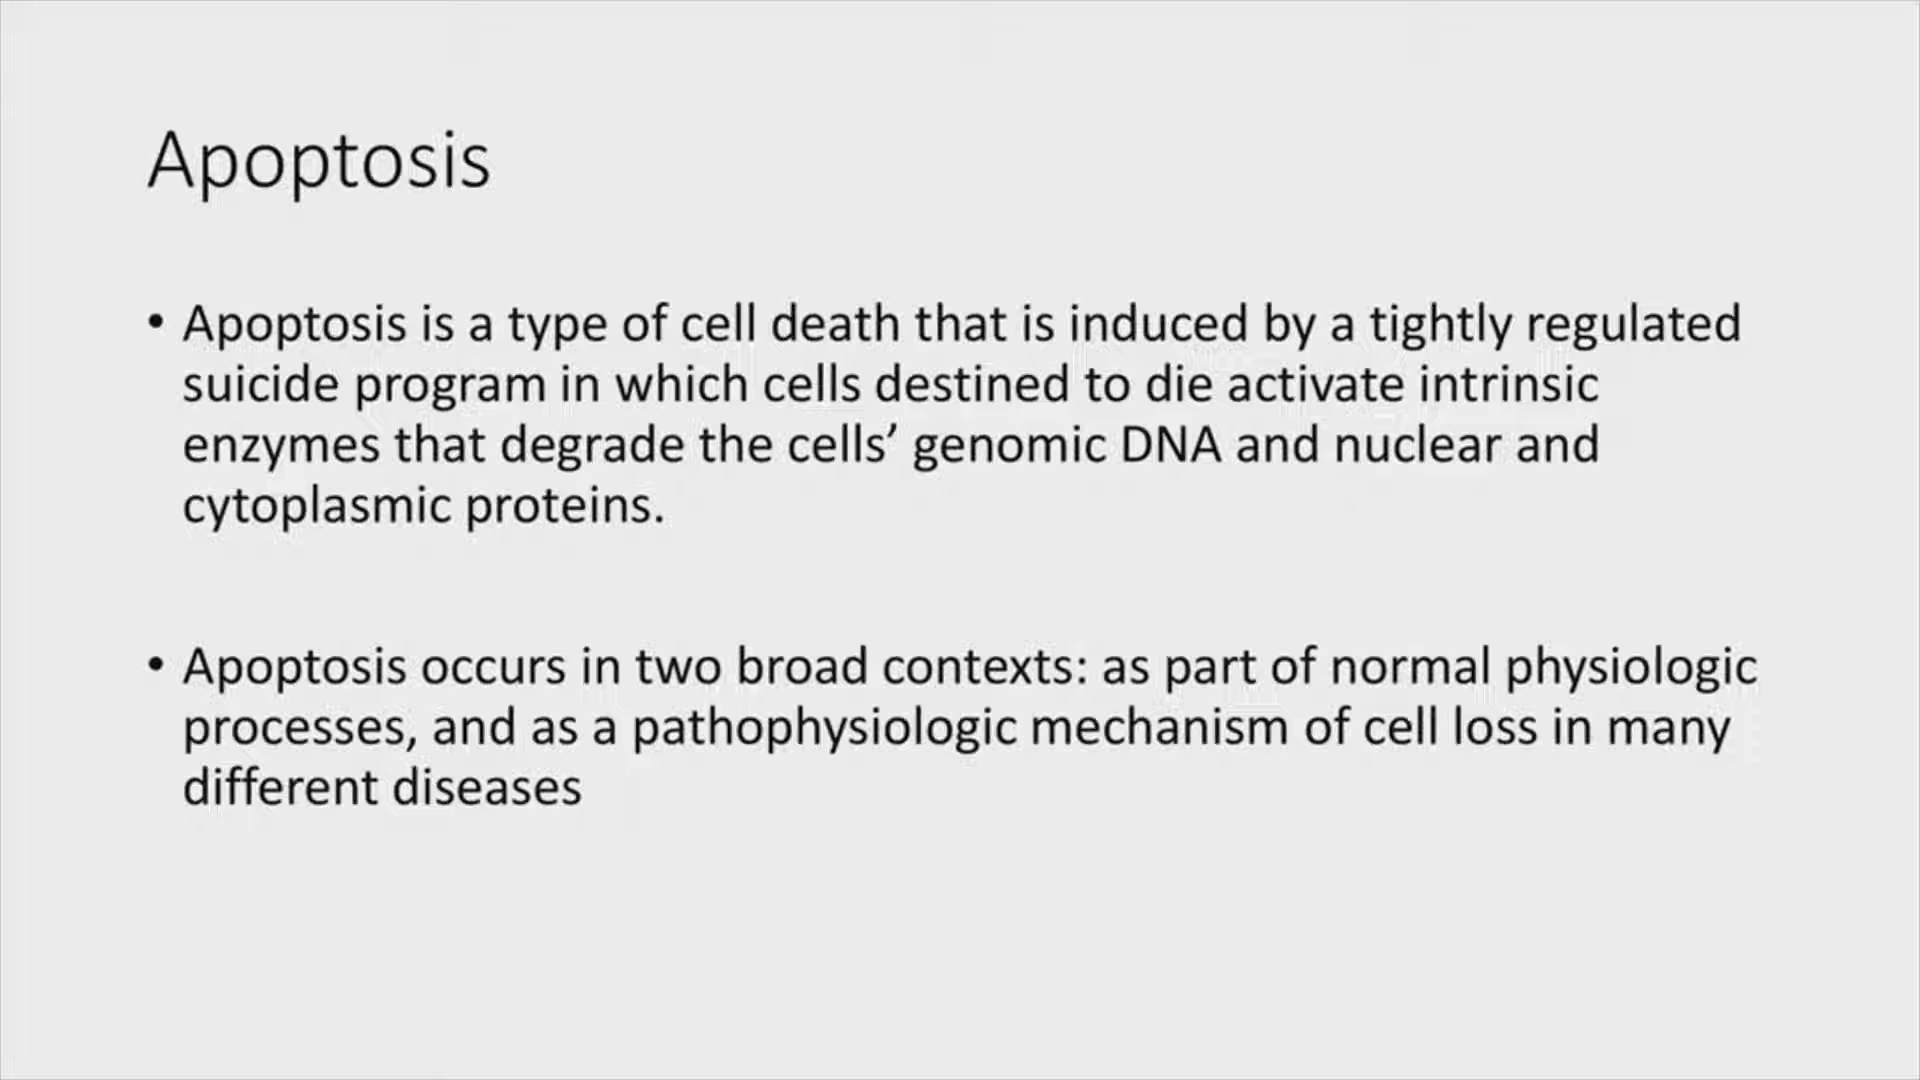 Apoptosis
• Apoptosis is a type of cell death that is induced by a tightly regulated
suicide program in which cells destined to die activate intrinsic
enzymes that degrade the cells’ genomic DNA and nuclear and
cytoplasmic proteins.
• Apoptosis occurs in two broad contexts: as part of normal physiologic
processes, and as a pathophysiologic mechanism of cell loss in many
different diseases